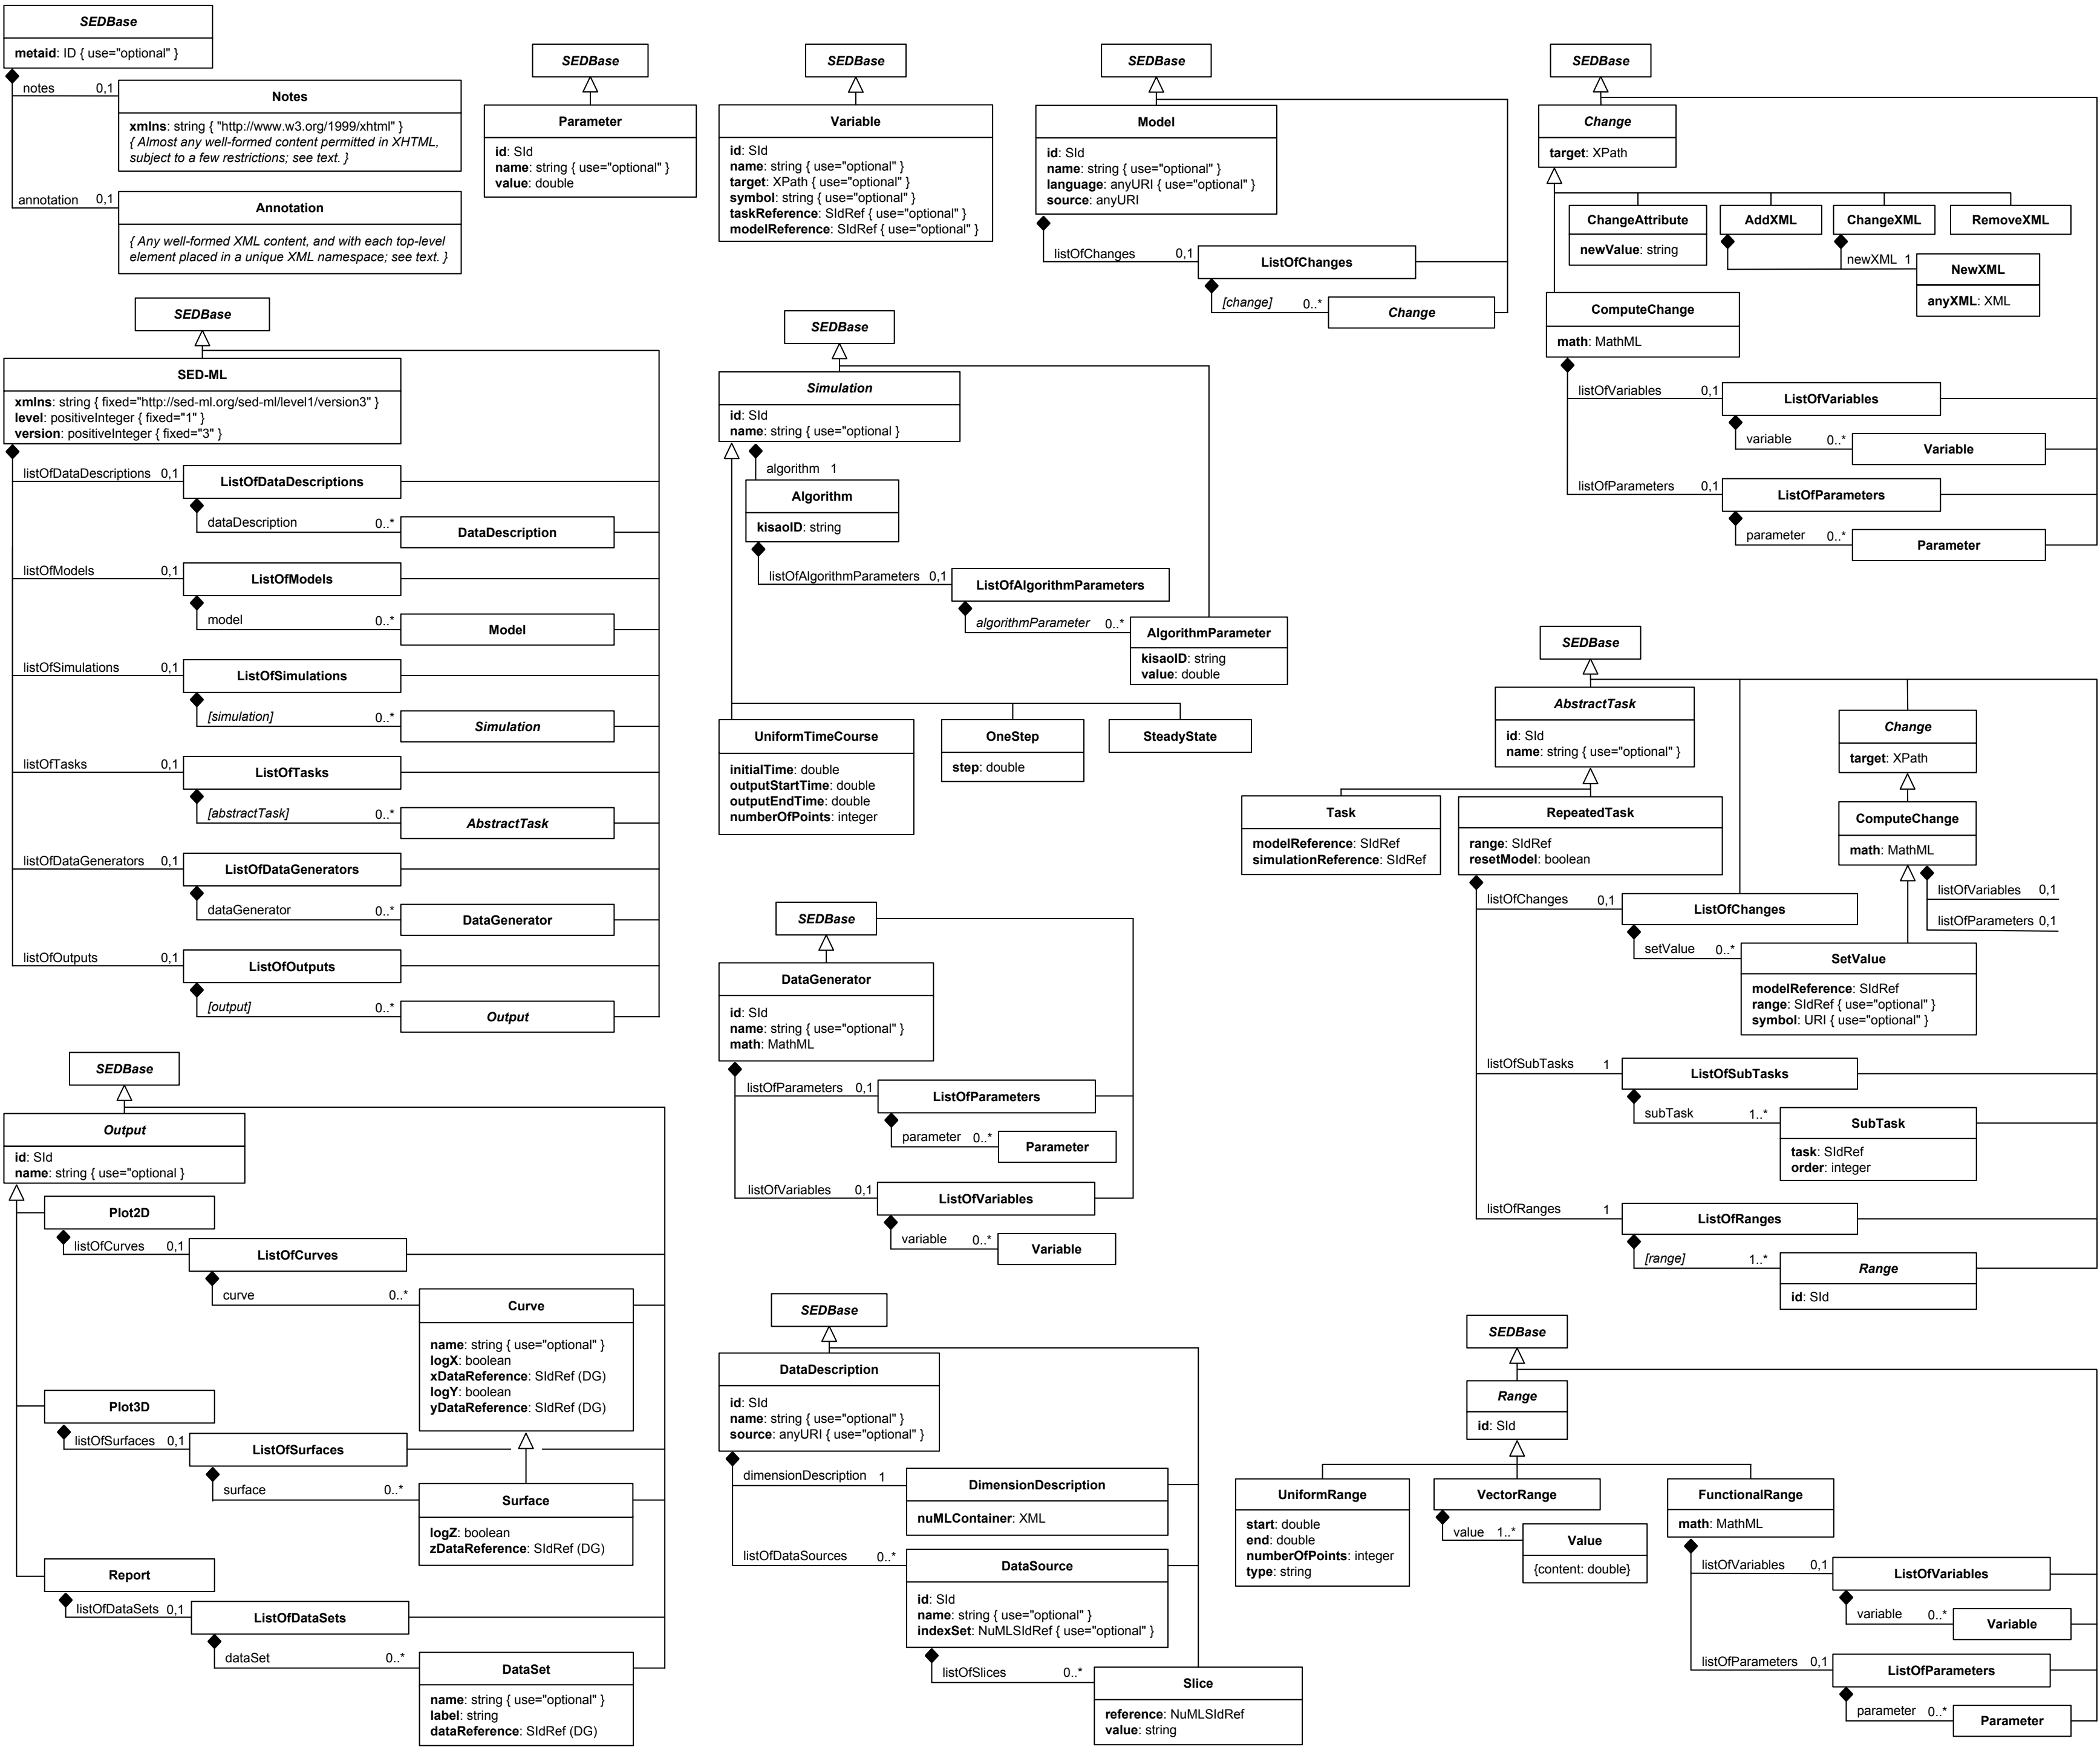 SEDBase
metaid: ID { use="optional" }
notes 0,1
Notes
xmlns: string { "http://www.w3.org/1999/xhtml" }
{ Almost any well-formed content permitted in XHTML,
subject to a few restrictions; see text. }
annotation 0,1
Annotation
{ Any well-formed XML content, and with each top-level
element placed in a unique XML namespace; see text. }
SEDBase
Parameter
id: SId
name: string { use="optional" }
value: double
SEDBase
Variable
id: SId
name: string { use="optional" }
target: XPath { use="optional" }
symbol: string { use="optional" }
taskReference: SIdRef { use="optional" }
modelReference: SIdRef { use="optional" }
SEDBase
Model
id: SId
name: string { use="optional" }
language: anyURI { use="optional" }
source: anyURI
listOfChanges 0,1
ListOfChanges
[change] 0..*
Change
SEDBase
Change
target: XPath
ChangeAttribute
newValue: string
AddXML
ChangeXML
RemoveXML
newXML 1
NewXML
anyXML: XML
ComputeChange
math: MathML
listOfVariables 0,1
ListOfVariables
variable 0..*
Variable
listOfParameters 0,1
ListOfParameters
parameter 0..*
Parameter
SEDBase
SED-ML
xmlns: string { fixed="http://sed-ml.org/sed-ml/level1/version3" }
level: positiveInteger { fixed="1" }
version: positiveInteger { fixed="3" }
listOfDataDescriptions 0,1
ListOfDataDescriptions
dataDescription 0..*
DataDescription
listOfModels 0,1
ListOfModels
model 0..*
Model
listOfSimulations 0,1
ListOfSimulations
[simulation] 0..*
Simulation
listOfTasks 0,1
ListOfTasks
[abstractTask] 0..*
AbstractTask
listOfDataGenerators 0,1
ListOfDataGenerators
dataGenerator 0..*
DataGenerator
listOfOutputs 0,1
ListOfOutputs
[output] 0..*
Output
SEDBase
Simulation
id: SId
name: string { use="optional }
algorithm 1
Algorithm
kisaoID: string
listOfAlgorithmParameters 0,1
ListOfAlgorithmParameters
algorithmParameter 0..*
AlgorithmParameter
kisaoID: string
value: double
UniformTimeCourse
initialTime: double
outputStartTime: double
outputEndTime: double
numberOfPoints: integer
OneStep
step: double
SteadyState
SEDBase
AbstractTask
id: SId
name: string { use="optional" }
Task
modelReference: SIdRef
simulationReference: SIdRef
RepeatedTask
range: SIdRef
resetModel: boolean
Change
target: XPath
ComputeChange
math: MathML
listOfVariables 0,1
listOfParameters 0,1
listOfChanges 0,1
ListOfChanges
setValue 0..*
SetValue
modelReference: SIdRef
range: SIdRef { use="optional" }
symbol: URI { use="optional" }
listOfSubTasks 1
ListOfSubTasks
subTask 1..*
SubTask
task: SIdRef
order: integer
listOfRanges 1
ListOfRanges
[range] 1..*
Range
id: SId
SEDBase
DataGenerator
id: SId
name: string { use="optional" }
math: MathML
listOfParameters 0,1
ListOfParameters
parameter 0..*
Parameter
listOfVariables 0,1
ListOfVariables
variable 0..*
Variable
SEDBase
Output
id: SId
name: string { use="optional }
Plot2D
listOfCurves 0,1
ListOfCurves
curve 0..*
Curve
name: string { use="optional" }
logX: boolean
xDataReference: SIdRef (DG)
logY: boolean
yDataReference: SIdRef (DG)
Plot3D
listOfSurfaces 0,1
ListOfSurfaces
surface 0..*
Surface
logZ: boolean
zDataReference: SIdRef (DG)
Report
listOfDataSets 0,1
ListOfDataSets
dataSet 0..*
DataSet
name: string { use="optional" }
label: string
dataReference: SIdRef (DG)
SEDBase
DataDescription
id: SId
name: string { use="optional" }
source: anyURI { use="optional" }
dimensionDescription 1
DimensionDescription
nuMLContainer: XML
listOfDataSources 0..*
DataSource
id: SId
name: string { use="optional" }
indexSet: NuMLSIdRef { use="optional" }
listOfSlices 0..*
Slice
reference: NuMLSIdRef
value: string
SEDBase
Range
id: SId
UniformRange
start: double
end: double
numberOfPoints: integer
type: string
VectorRange
value 1..*
Value
{content: double}
FunctionalRange
math: MathML
listOfVariables 0,1
ListOfVariables
variable 0..*
Variable
listOfParameters 0,1
ListOfParameters
parameter 0..*
Parameter